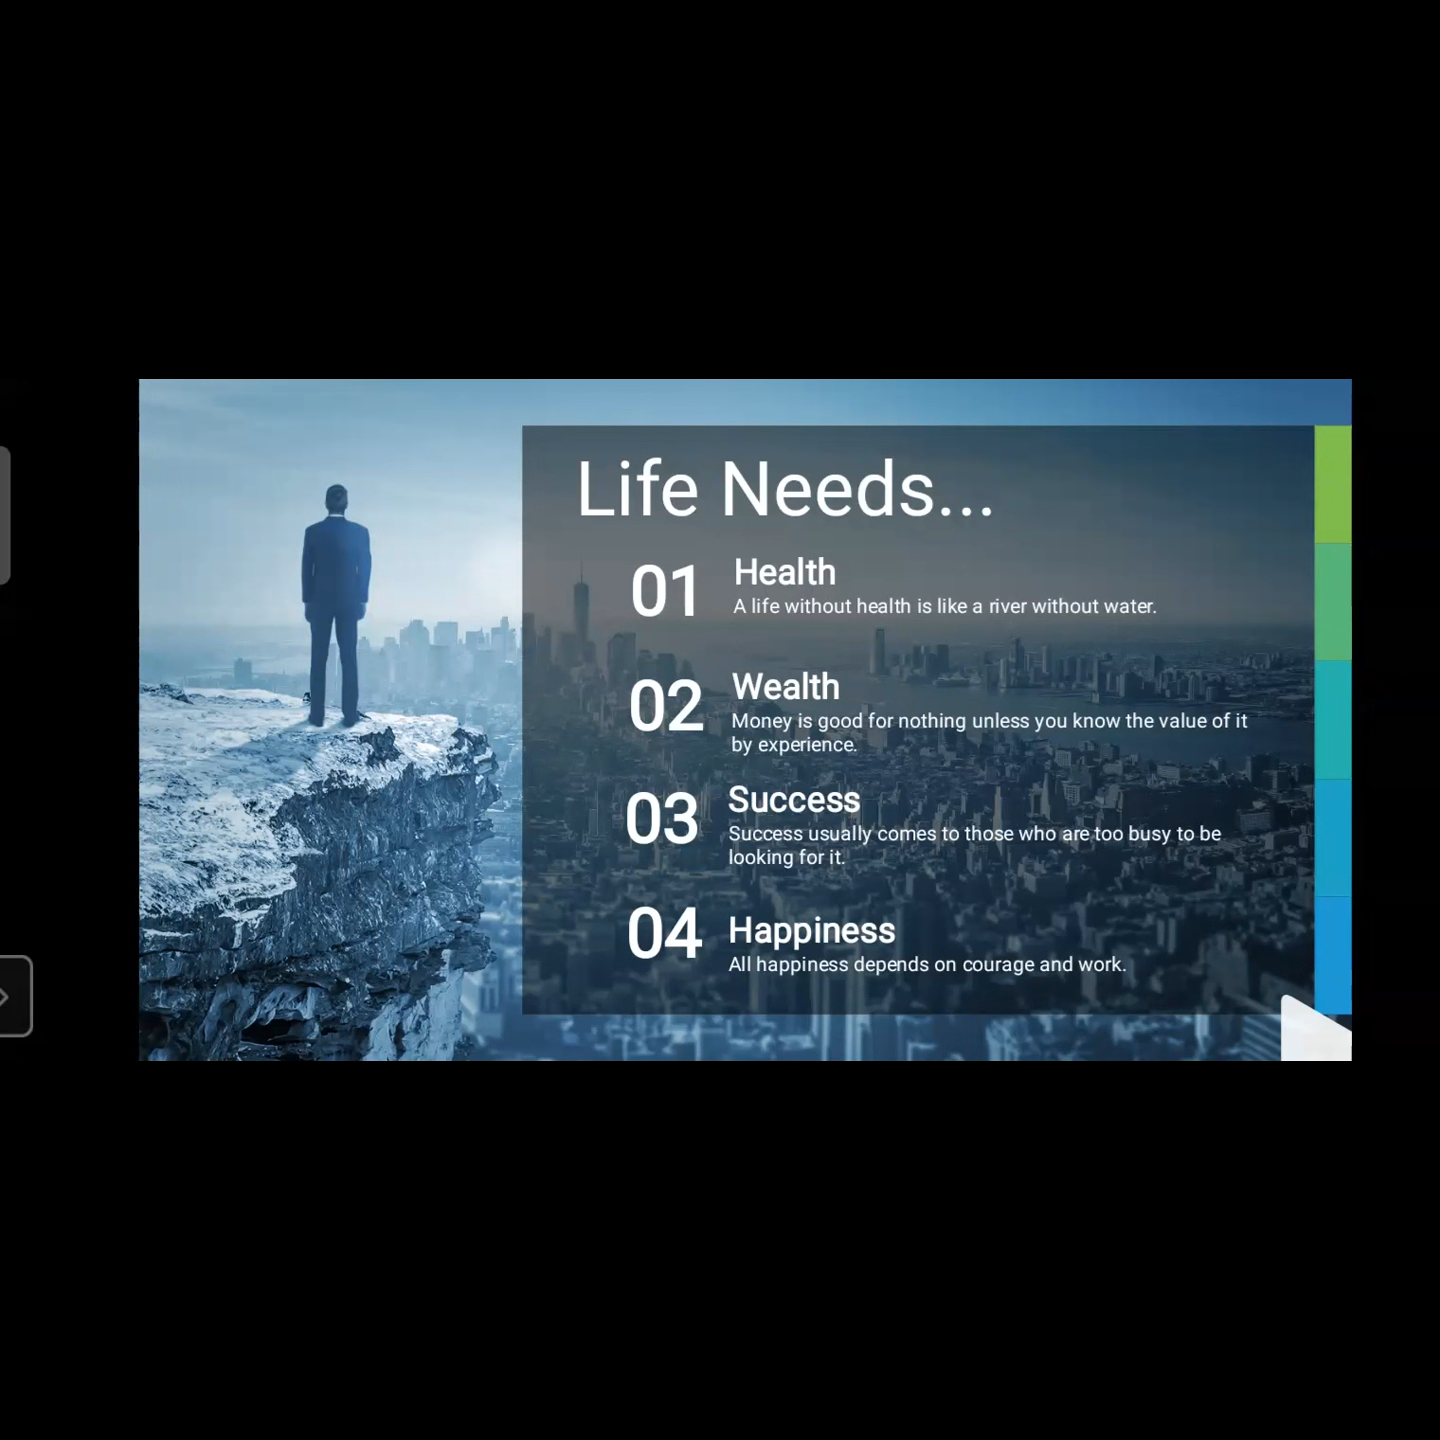 Life Needs...
01
Health
A life without health is like a river without water.
02
Wealth
Money is good for nothing unless you know the value of it
by experience.
03
Success
Success usually comes to those who are too busy to be
looking for it.
04
Happiness
All happiness depends on courage and work.